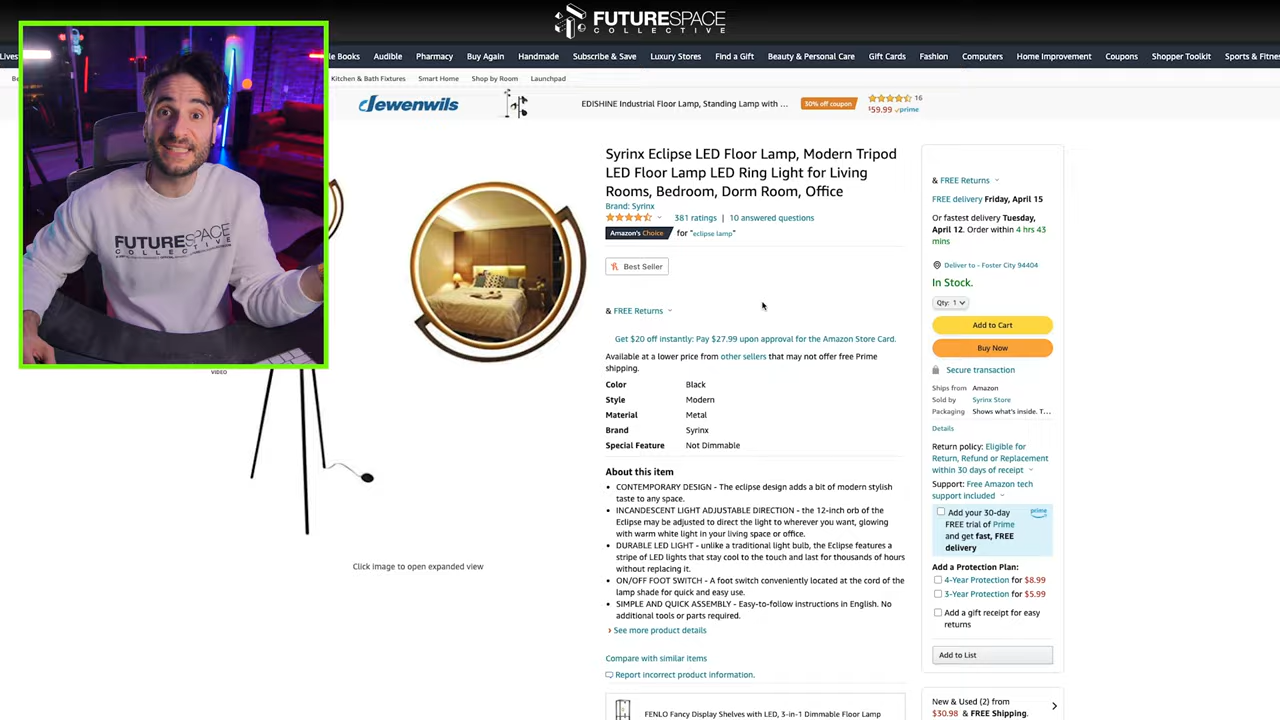 FUTURESPACE
COLLECTIVE
Books Audible Pharmacy Buy Again Handmade Subscribe & Save Luxury Stores Find a Gift Beauty & Personal Care Gift Cards Fashion Computers Home Improvement Coupons Shopper Toolkit Sports &
Kitchen & Bath Fixtures Smart Home Shop by Room Launchpad
Dewenwils
EDISHINE Industrial Floor Lamp, Standing Lamp with ...
30% off coupon
16
$59.99 prime
FUTURESPACE
COLLECTIVE
VIDEO
Click image to open expanded view
Syrinx Eclipse LED Floor Lamp, Modern Tripod
LED Floor Lamp LED Ring Light for Living
Rooms, Bedroom, Dorm Room, Office
Brand: Syrinx
381 ratings | 10 answered questions
Amazon's Choice for "eclipse lamp"
Best Seller
& FREE Returns
Get $20 off instantly: Pay $27.99 upon approval for the Amazon Store Card.
Available at a lower price from other sellers that may not offer free Prime
shipping.
Color Black
Style Modern
Material Metal
Brand Syrinx
Special Feature Not Dimmable
About this item
• CONTEMPORARY DESIGN - The eclipse design adds a bit of modern stylish
taste to any space.
• INCANDESCENT LIGHT ADJUSTABLE DIRECTION - the 12-inch orb of the
Eclipse may be adjusted to direct the light to wherever you want, glowing
with warm white light in your living space or office.
• DURABLE LED LIGHT - unlike a traditional light bulb, the Eclipse features a
stripe of LED lights that stay cool to the touch and last for thousands of hours
without replacing it.
• ON/OFF FOOT SWITCH - A foot switch conveniently located at the cord of the
lamp shade for quick and easy use.
• SIMPLE AND QUICK ASSEMBLY - Easy-to-follow instructions in English. No
additional tools or parts required.
See more product details
Compare with similar items
Report incorrect product information.
FENLO Fancy Display Shelves with LED, 3-in-1 Dimmable Floor Lamp
& FREE Returns
FREE delivery Friday, April 15
Or fastest delivery Tuesday,
April 12. Order within 4 hrs 43
mins
Deliver to - Foster City 94404
In Stock.
Qty: 1
Add to Cart
Buy Now
Secure transaction
Ships from Amazon
Sold by Syrinx Store
Packaging Shows what's inside. T...
Details
Return policy: Eligible for
Return, Refund or Replacement
within 30 days of receipt
Support: Free Amazon tech
support included
Add your 30-day prime
FREE trial of Prime
and get fast, FREE
delivery
Add a Protection Plan:
4-Year Protection for $8.99
3-Year Protection for $5.99
Add a gift receipt for easy
returns
Add to List
New & Used (2) from
$30.98 & FREE Shipping.